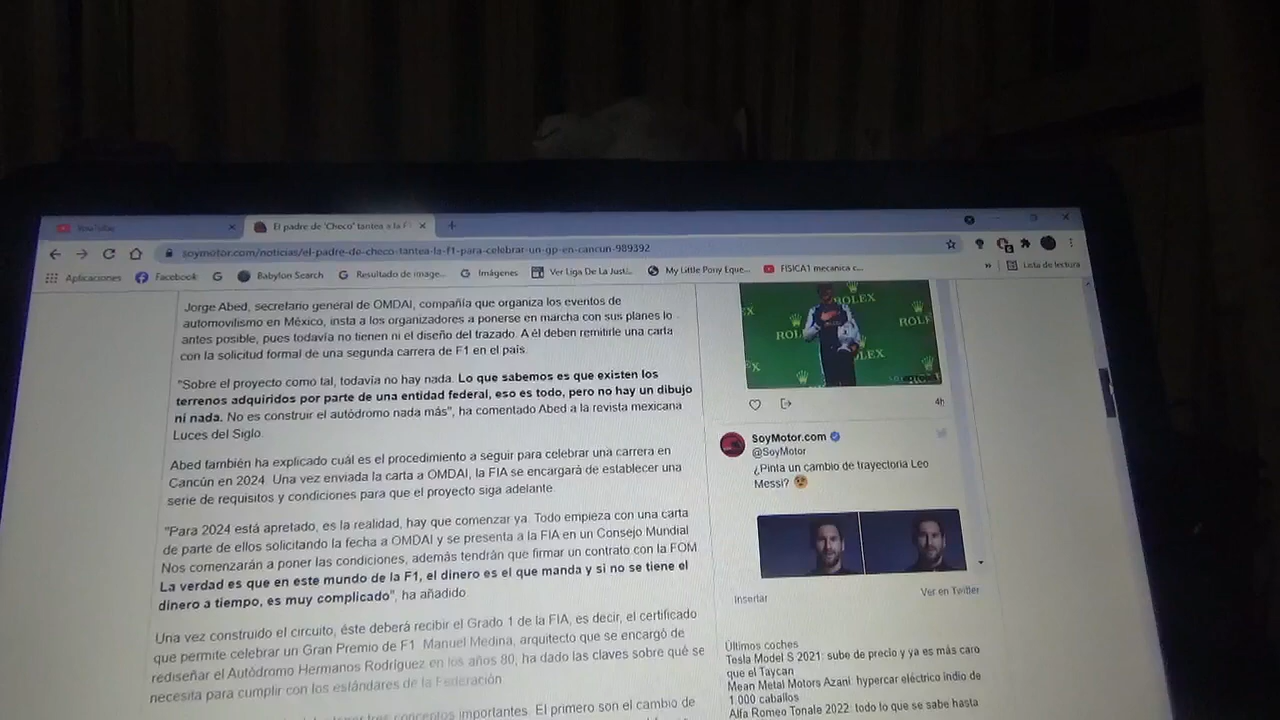 YouTube
El padre de 'Checo' tantea a la F1
soymotor.com/noticias/el-padre-de-checo-tantea-la-f1-para-celebrar-un-gp-en-cancun-989392
Aplicaciones
Facebook
Babylon Search
Resultado de image...
Imágenes
Ver Liga De La Justi...
My Little Pony Eque...
FISICA1 mecanica c...
»
Lista de lectura
Jorge Abed, secretario general de OMDAI, compañía que organiza los eventos de
automovilismo en México, insta a los organizadores a ponerse en marcha con sus planes lo
antes posible, pues todavía no tienen ni el diseño del trazado. A él deben remitirle una carta
con la solicitud formal de una segunda carrera de F1 en el país.
"Sobre el proyecto como tal, todavía no hay nada. Lo que sabemos es que existen los
terrenos adquiridos por parte de una entidad federal, eso es todo, pero no hay un dibujo
ni nada. No es construir el autódromo nada más", ha comentado Abed a la revista mexicana
Luces del Siglo.
Abed también ha explicado cuál es el procedimiento a seguir para celebrar una carrera en
Cancún en 2024. Una vez enviada la carta a OMDAI, la FIA se encargará de establecer una
serie de requisitos y condiciones para que el proyecto siga adelante.
"Para 2024 está apretado, es la realidad, hay que comenzar ya. Todo empieza con una carta
de parte de ellos solicitando la fecha a OMDAI y se presenta a la FIA en un Consejo Mundial.
Nos comenzarán a poner las condiciones, además tendrán que firmar un contrato con la FOM.
La verdad es que en este mundo de la F1, el dinero es el que manda y si no se tiene el
dinero a tiempo, es muy complicado", ha añadido.
Una vez construido el circuito, éste deberá recibir el Grado 1 de la FIA, es decir, el certificado
que permite celebrar un Gran Premio de F1. Manuel Medina, arquitecto que se encargó de
rediseñar el Autódromo Hermanos Rodríguez en los años 80, ha dado las claves sobre qué se
necesita para cumplir con los estándares de la Federación.
tres conceptos importantes. El primero son el cambio de
ROLEX
ROL
ROLE
LEX
4h
SoyMotor.com
@SoyMotor
¿Pinta un cambio de trayectoria Leo
Messi? 😢
Insertar
Ver en Twitter
Últimos coches
Tesla Model S 2021: sube de precio y ya es más caro
que el Taycan
Mean Metal Motors Azani: hypercar eléctrico indio de
1.000 caballos
Alfa Romeo Tonale 2022: todo lo que se sabe hasta